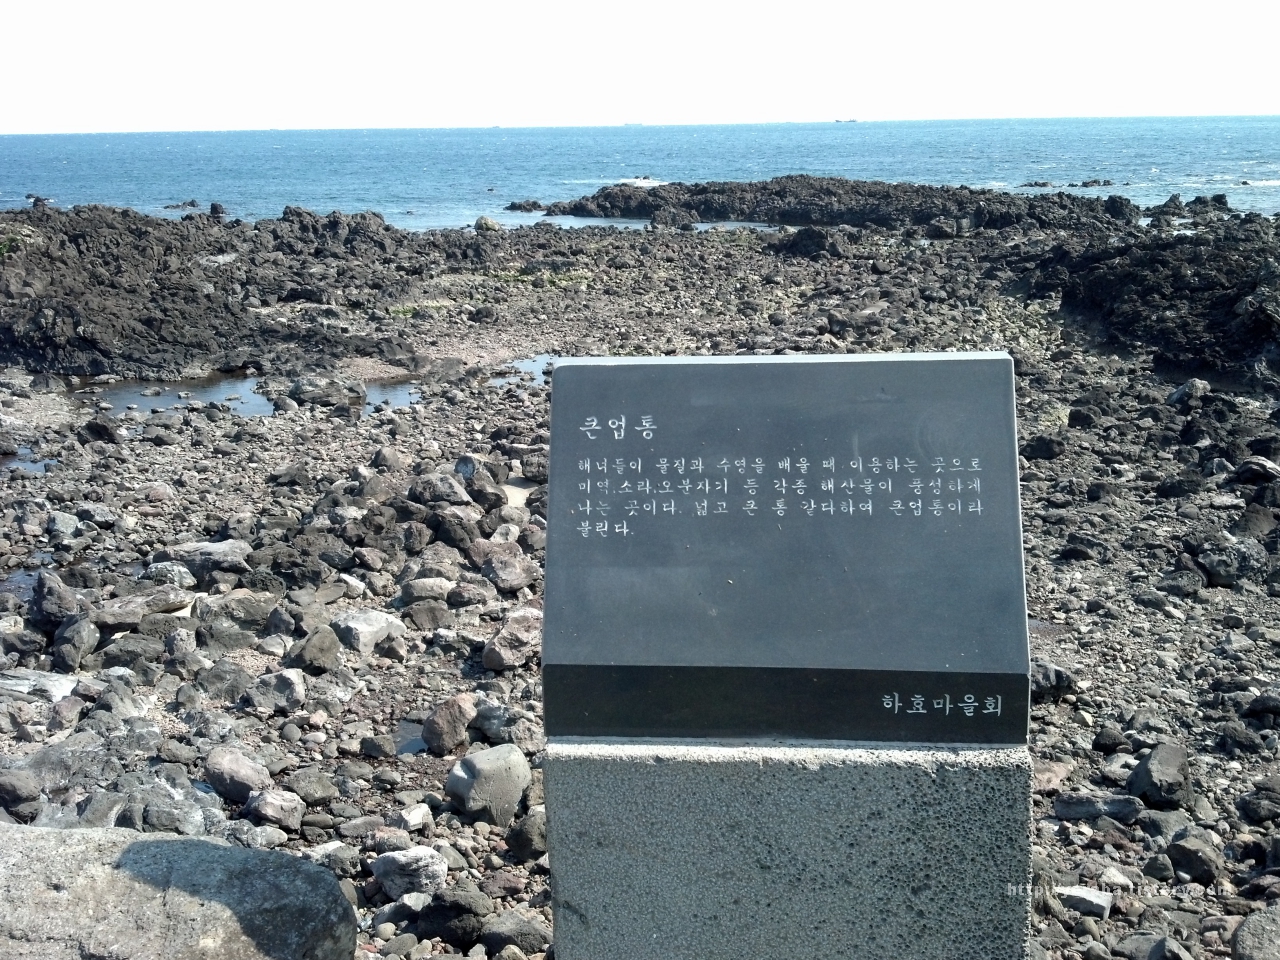 큰업통
해녀들이 물질과 수영을 배울 때 이용하는 곳으로
미역,소라,오분자기 등 각종 해산물이 풍성하게
나는 곳이다. 넓고 큰 통 같다하여 큰업통이라
불린다.
하효마을회